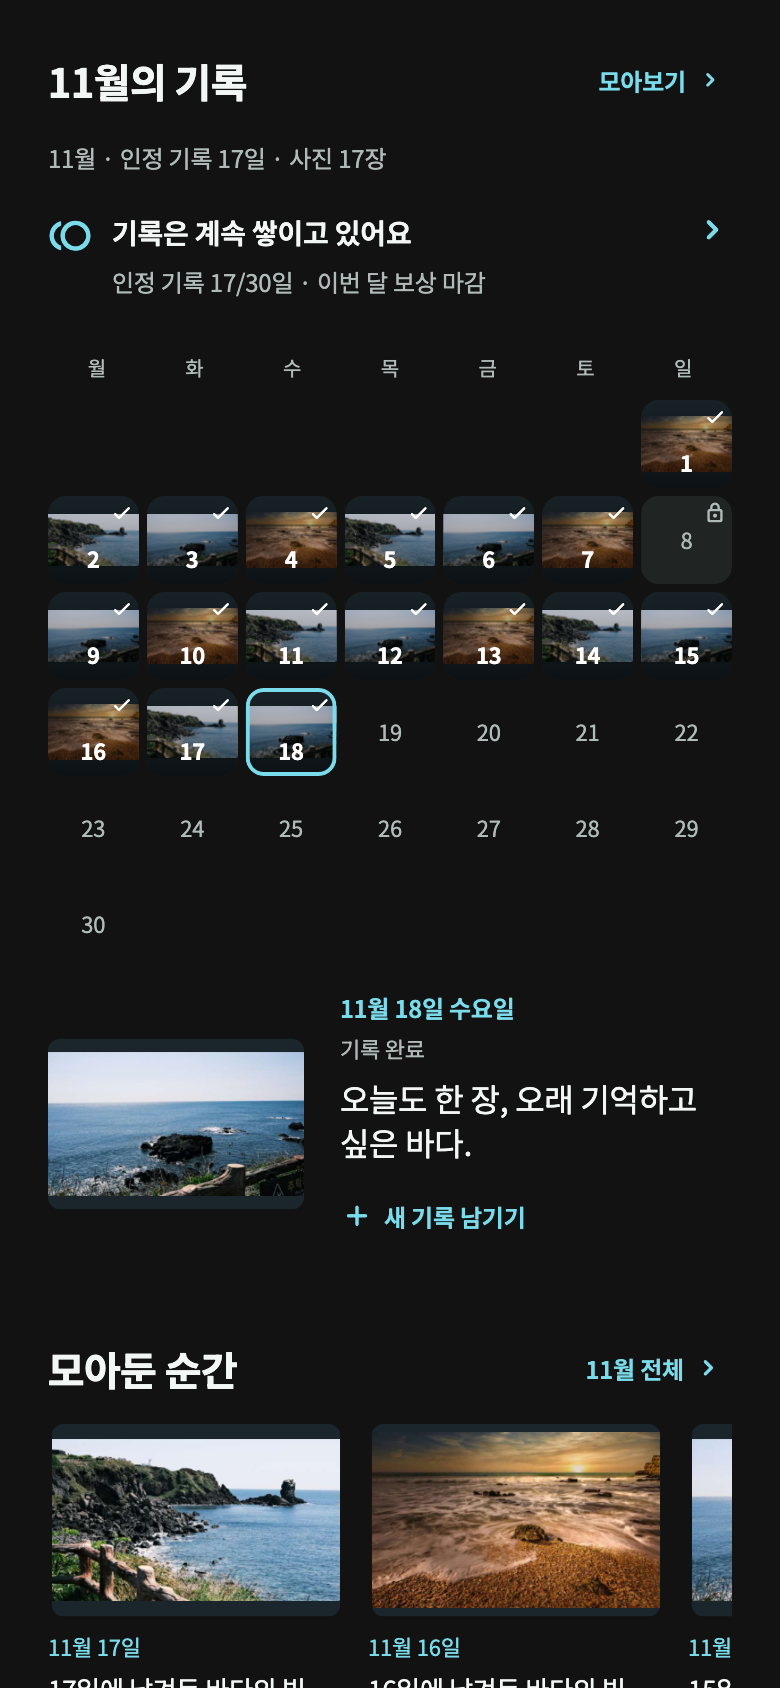 11월의 기록
모아보기
11월 · 인정 기록 17일 · 사진 17장
기록은 계속 쌓이고 있어요
인정 기록 17/30일 · 이번 달 보상 마감
월 화 수 목 금 토 일
1
2 3 4 5 6 7 8
9 10 11 12 13 14 15
16 17 18 19 20 21 22
23 24 25 26 27 28 29
30
11월 18일 수요일
기록 완료
오늘도 한 장, 오래 기억하고
싶은 바다.
새 기록 남기기
모아둔 순간
11월 전체
11월 17일 11월 16일 11월